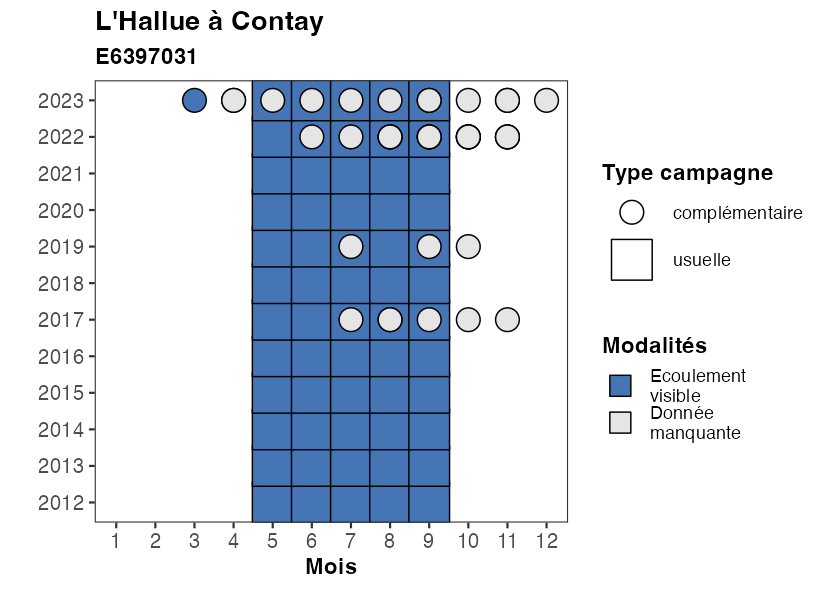 L'Hallue à Contay
E6397031
2023
2022
2021
2020
2019
2018
2017
2016
2015
2014
2013
2012
1 2 3 4 5 6 7 8 9 10 11 12
Mois
Type campagne
complémentaire
usuelle
Modalités
Ecoulement
visible
Donnée
manquante